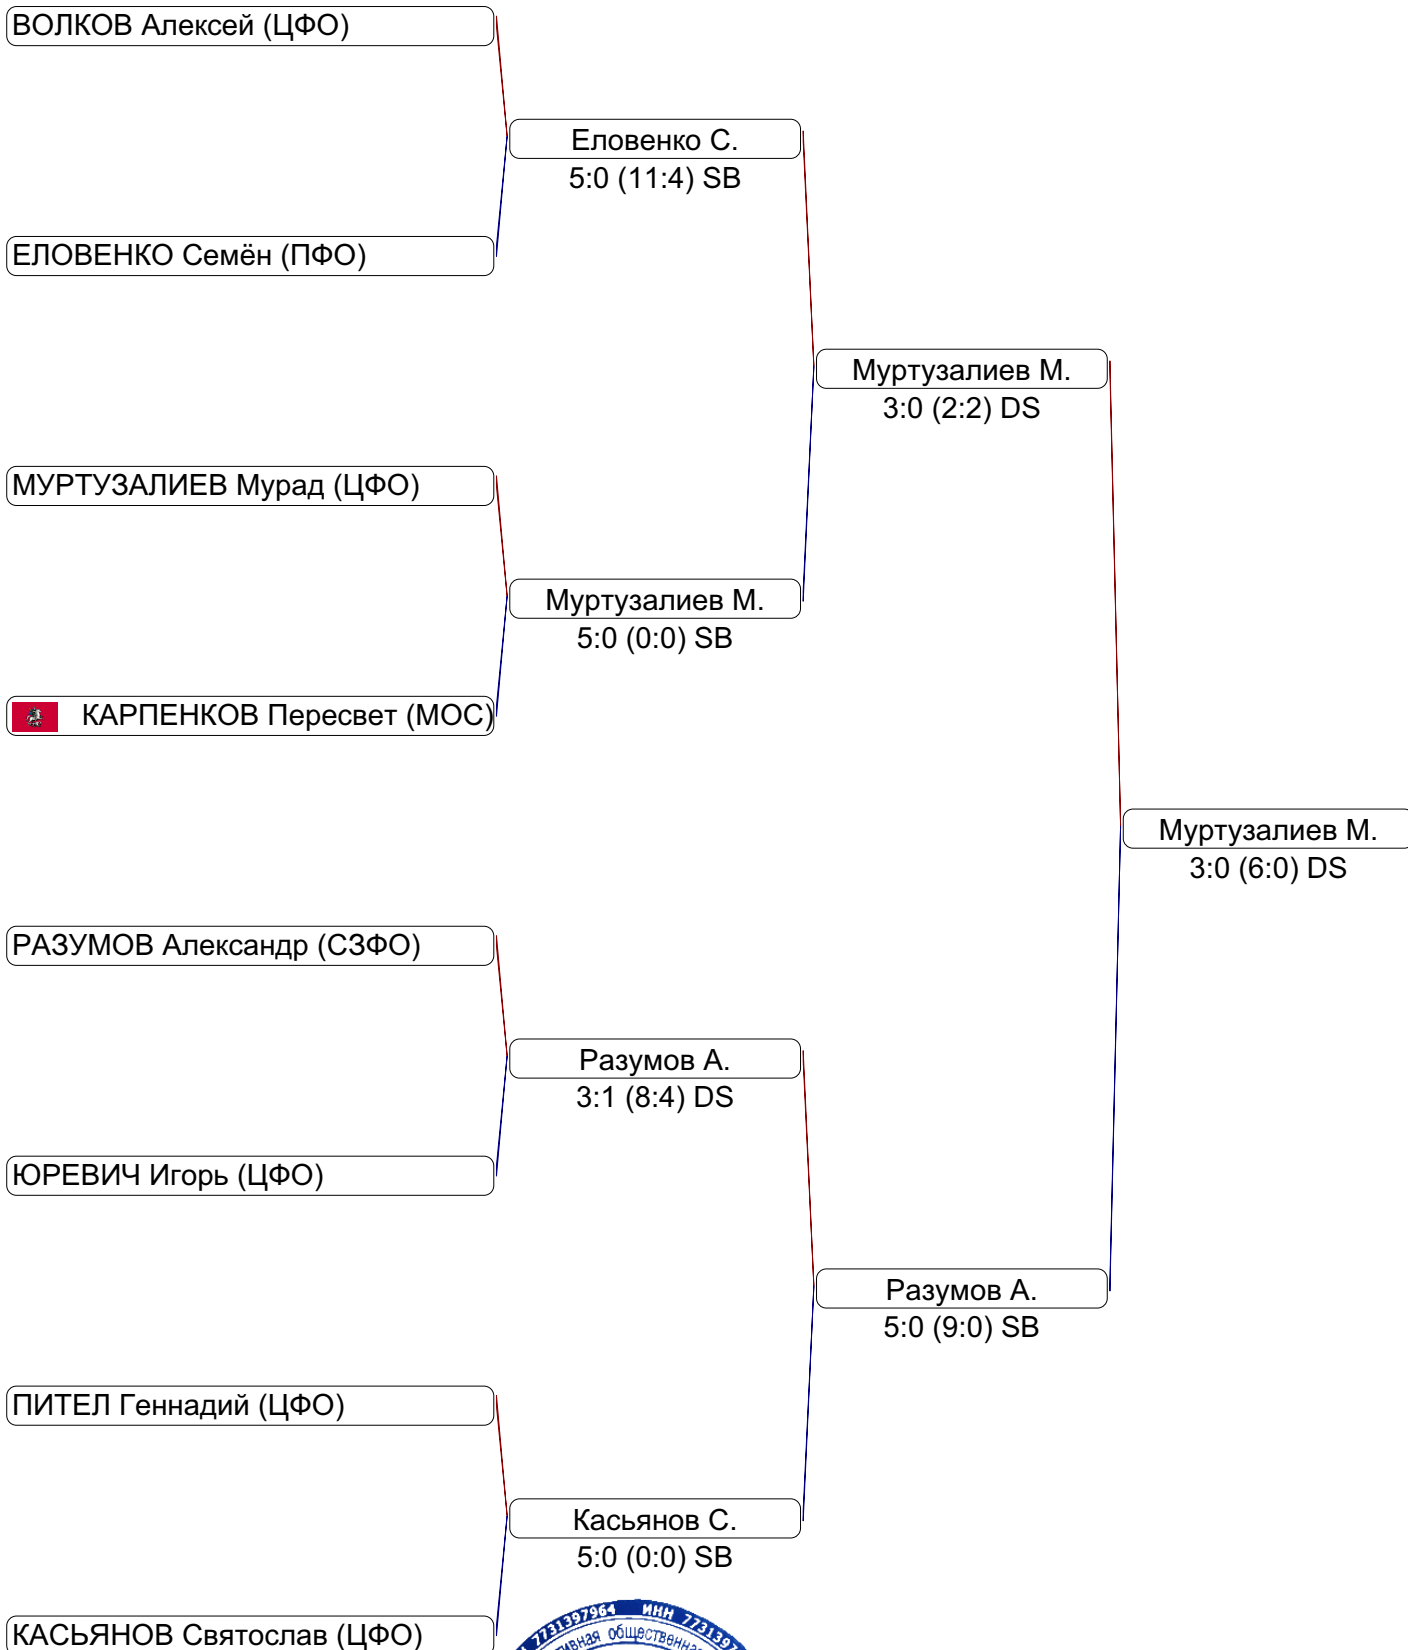 ВОЛКОВ Алексей (ЦФО)
Еловенко С.
5:0 (11:4) SB
ЕЛОВЕНКО Семён (ПФО)
Муртузалиев М.
3:0 (2:2) DS
МУРТУЗАЛИЕВ Мурад (ЦФО)
Муртузалиев М.
5:0 (0:0) SB
КАРПЕНКОВ Пересвет (МОС)
Муртузалиев М.
3:0 (6:0) DS
РАЗУМОВ Александр (СЗФО)
Разумов А.
3:1 (8:4) DS
ЮРЕВИЧ Игорь (ЦФО)
Разумов А.
5:0 (9:0) SB
ПИТЕЛ Геннадий (ЦФО)
Касьянов С.
5:0 (0:0) SB
КАСЬЯНОВ Святослав (ЦФО)
7731397964 ИНН
общественная